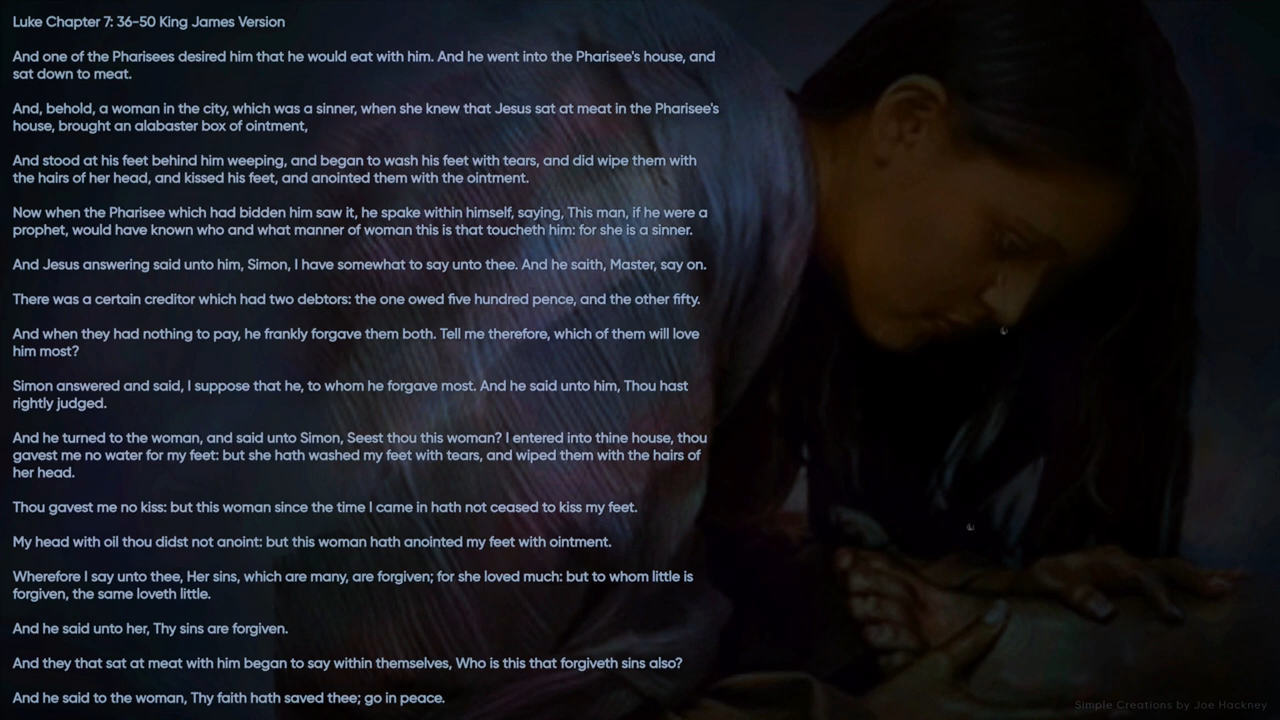 Luke Chapter 7: 36-50 King James Version
And one of the Pharisees desired him that he would eat with him. And he went into the Pharisee's house, and
sat down to meat.
And, behold, a woman in the city, which was a sinner, when she knew that Jesus sat at meat in the Pharisee's
house, brought an alabaster box of ointment,
And stood at his feet behind him weeping, and began to wash his feet with tears, and did wipe them with
the hairs of her head, and kissed his feet, and anointed them with the ointment.
Now when the Pharisee which had bidden him saw it, he spake within himself, saying, This man, if he were a
prophet, would have known who and what manner of woman this is that toucheth him: for she is a sinner.
And Jesus answering said unto him, Simon, I have somewhat to say unto thee. And he saith, Master, say on.
There was a certain creditor which had two debtors: the one owed five hundred pence, and the other fifty.
And when they had nothing to pay, he frankly forgave them both. Tell me therefore, which of them will love
him most?
Simon answered and said, I suppose that he, to whom he forgave most. And he said unto him, Thou hast
rightly judged.
And he turned to the woman, and said unto Simon, Seest thou this woman? I entered into thine house, thou
gavest me no water for my feet: but she hath washed my feet with tears, and wiped them with the hairs of
her head.
Thou gavest me no kiss: but this woman since the time I came in hath not ceased to kiss my feet.
My head with oil thou didst not anoint: but this woman hath anointed my feet with ointment.
Wherefore I say unto thee, Her sins, which are many, are forgiven; for she loved much: but to whom little is
forgiven, the same loveth little.
And he said unto her, Thy sins are forgiven.
And they that sat at meat with him began to say within themselves, Who is this that forgiveth sins also?
And he said to the woman, Thy faith hath saved thee; go in peace.
Simple Creations by Joe Hackney